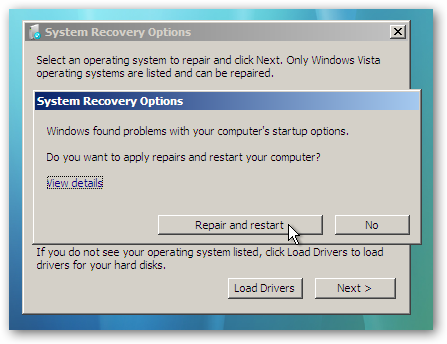 System Recovery Options
Select an operating system to repair and click Next. Only Windows Vista
operating systems are listed and can be repaired.
System Recovery Options
Windows found problems with your computer's startup options.
Do you want to apply repairs and restart your computer?
View details
Repair and restart
No
If you do not see your operating system listed, click Load Drivers to load
drivers for your hard disks.
Load Drivers
Next >